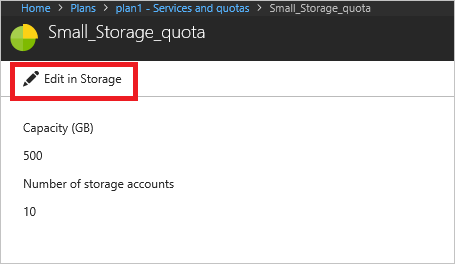 Home > Plans > plan1 - Services and quotas > Small_Storage_quota
Small_Storage_quota
Edit in Storage
Capacity (GB)
500
Number of storage accounts
10